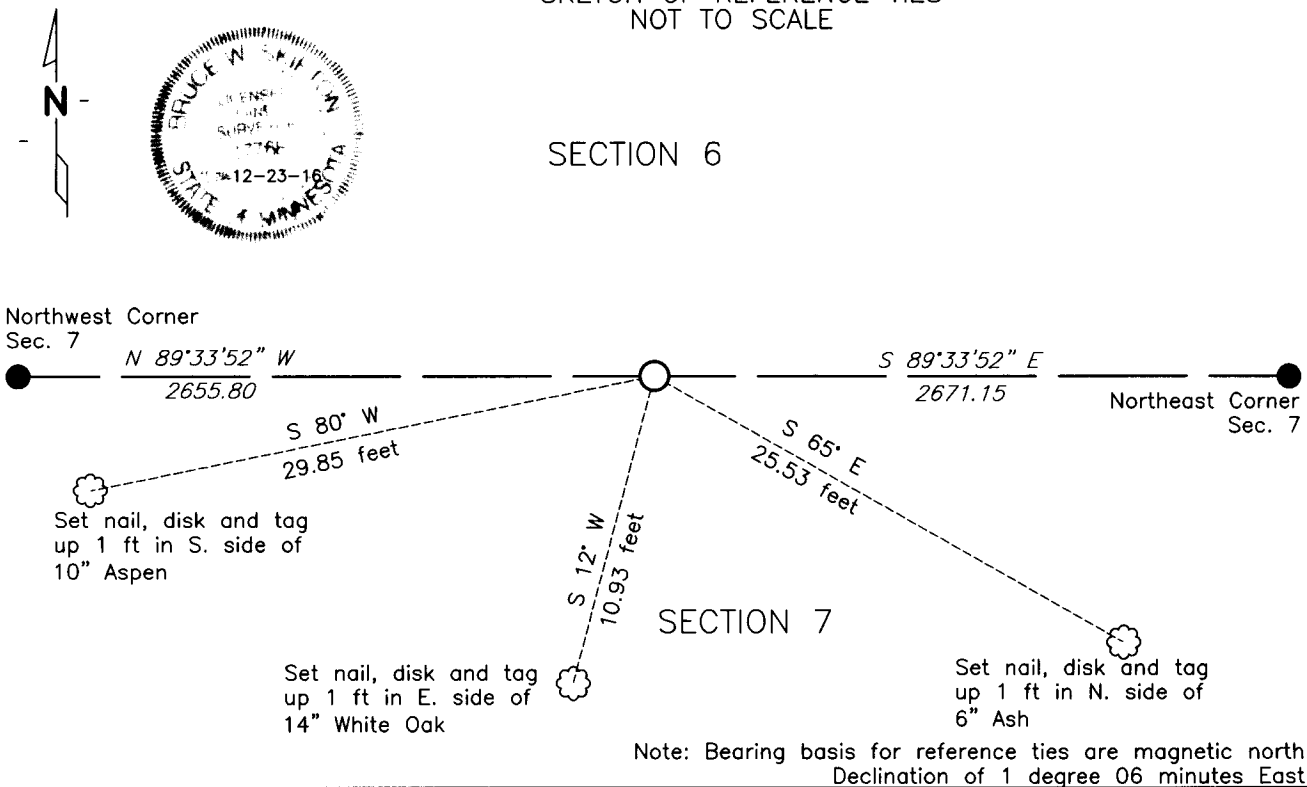 NOT TO SCALE
N
BRUCE W.
STATE
MINNESOTA
12-23-16
SECTION 6
Northwest Corner
Sec. 7
N 89°33'52" W
2655.80
S 89°33'52" E
2671.15
Northeast Corner
Sec. 7
S 80° W
29.85 feet
S 65° E
25.53 feet
S 12° W
10.93 feet
Set nail, disk and tag
up 1 ft in S. side of
10" Aspen
SECTION 7
Set nail, disk and tag
up 1 ft in E. side of
14" White Oak
Set nail, disk and tag
up 1 ft in N. side of
6" Ash
Note: Bearing basis for reference ties are magnetic north
Declination of 1 degree 06 minutes East